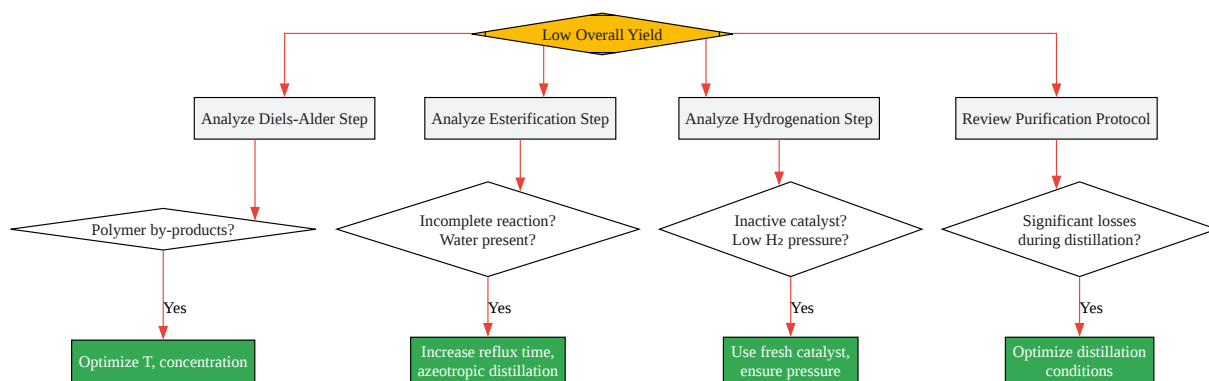 Low Overall Yield
Analyze Diels-Alder Step
Analyze Esterification Step
Analyze Hydrogenation Step
Review Purification Protocol
Polymer by-products?
Incomplete reaction?
Water present?
Inactive catalyst?
Low H₂ pressure?
Significant losses
during distillation?
Yes
Yes
Yes
Yes
Optimize T, concentration
Increase reflux time,
azeotropic distillation
Use fresh catalyst,
ensure pressure
Optimize distillation
conditions